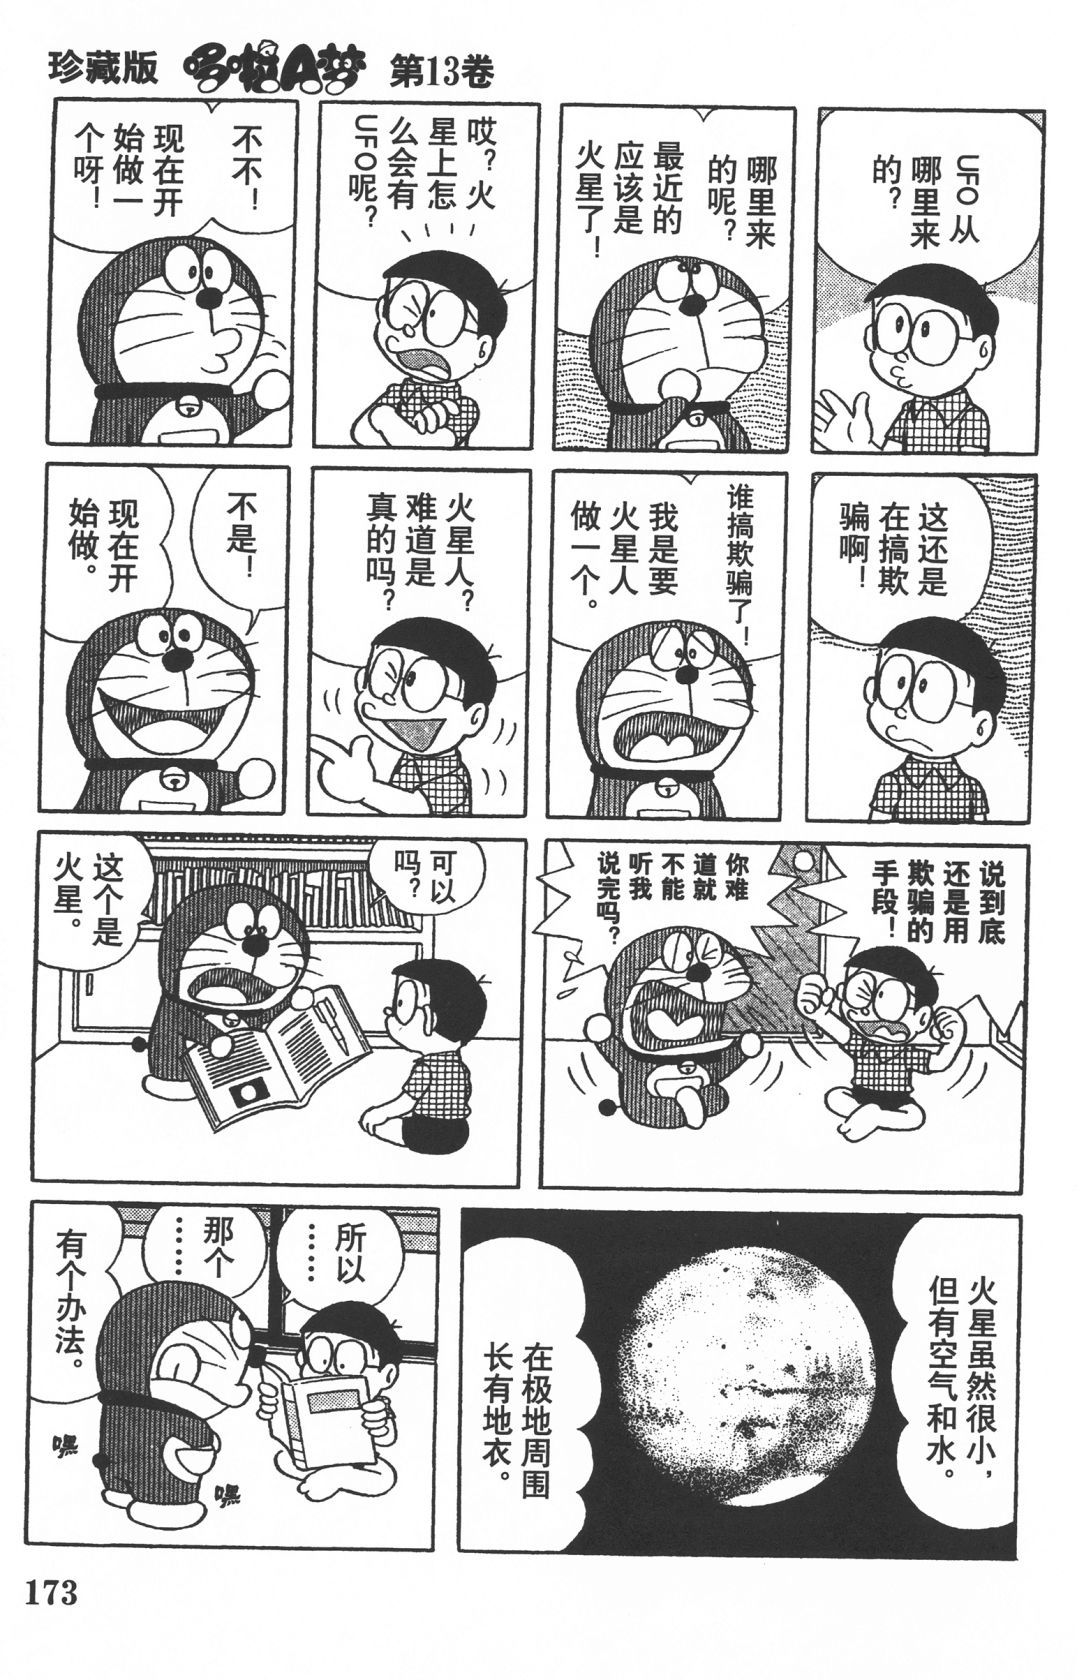 珍藏版 哆啦A梦 第13卷
UFO从
哪里来
的？
哪里来
的呢？
最近的
应该是
火星了！
哎？火
星上怎
么会有
UFO呢？
不不！
现在开
始做一
个呀！
这还是
在搞欺
骗啊！
谁搞欺骗了！
我是要
火星人
做一个。
火星人？
难道是
真的吗？
不是！
现在开
始做。
说到底
还是用
欺骗的
手段！
你难
道就
不能
听我
说完吗？
可以
吗？
这个是
火星。
火星虽然很小，
但有空气和水。
在极地周围
长有地衣。
所以
……
那个
……
有个办法。
嘿
嘿
173